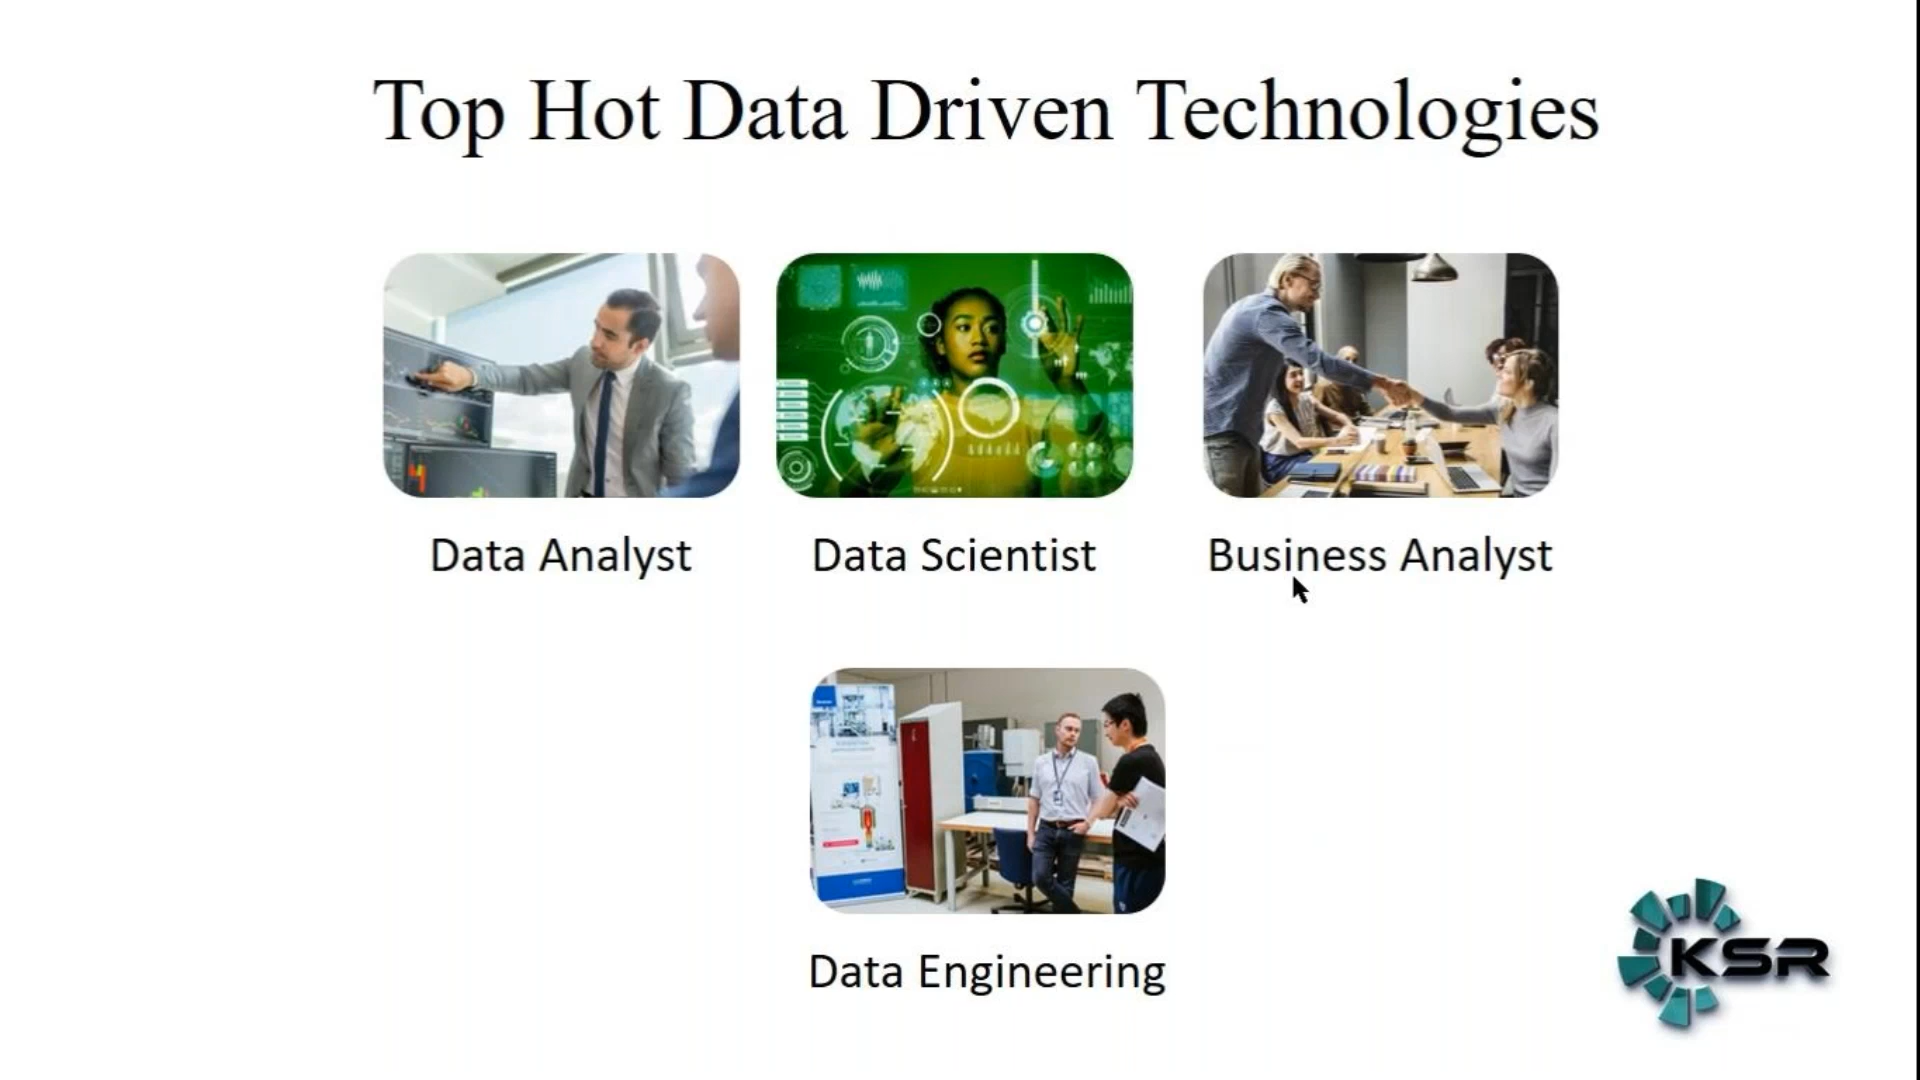 Top Hot Data Driven Technologies
Data Analyst
Data Scientist
Business Analyst
Data Engineering
KSR